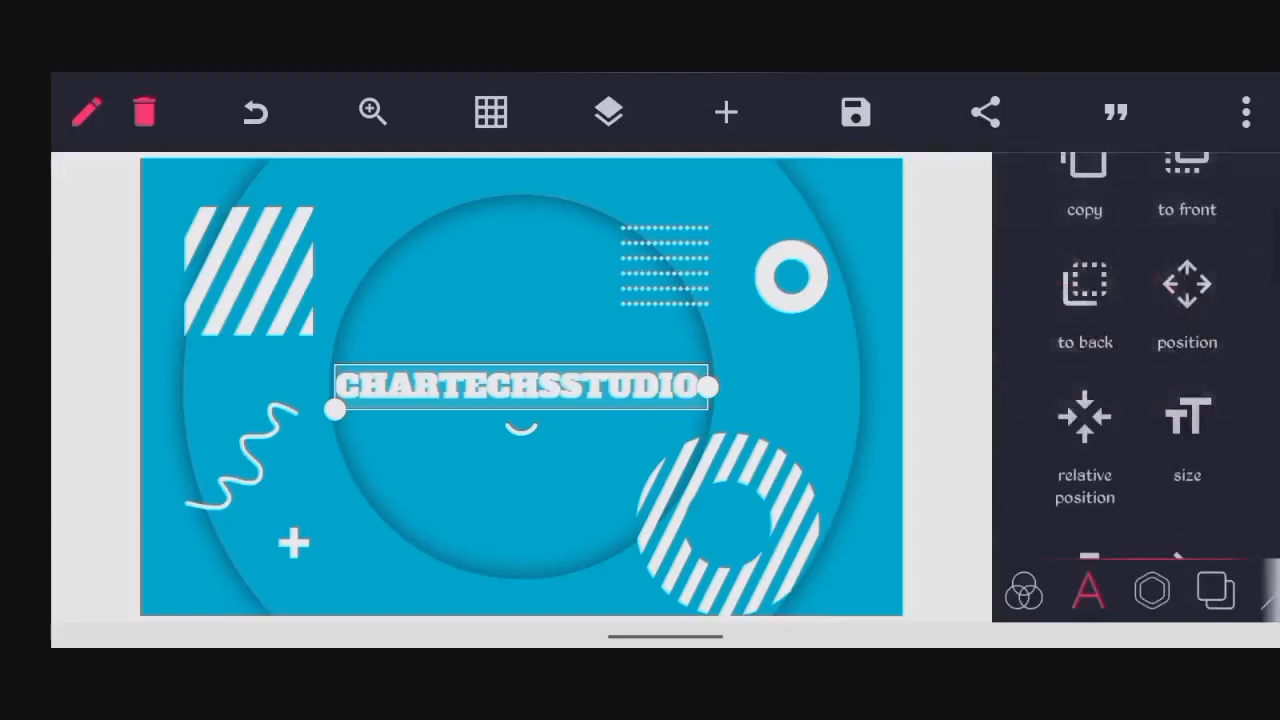 copy
to front
to back
position
CHARTECHSSTUDIO
relative
position
size